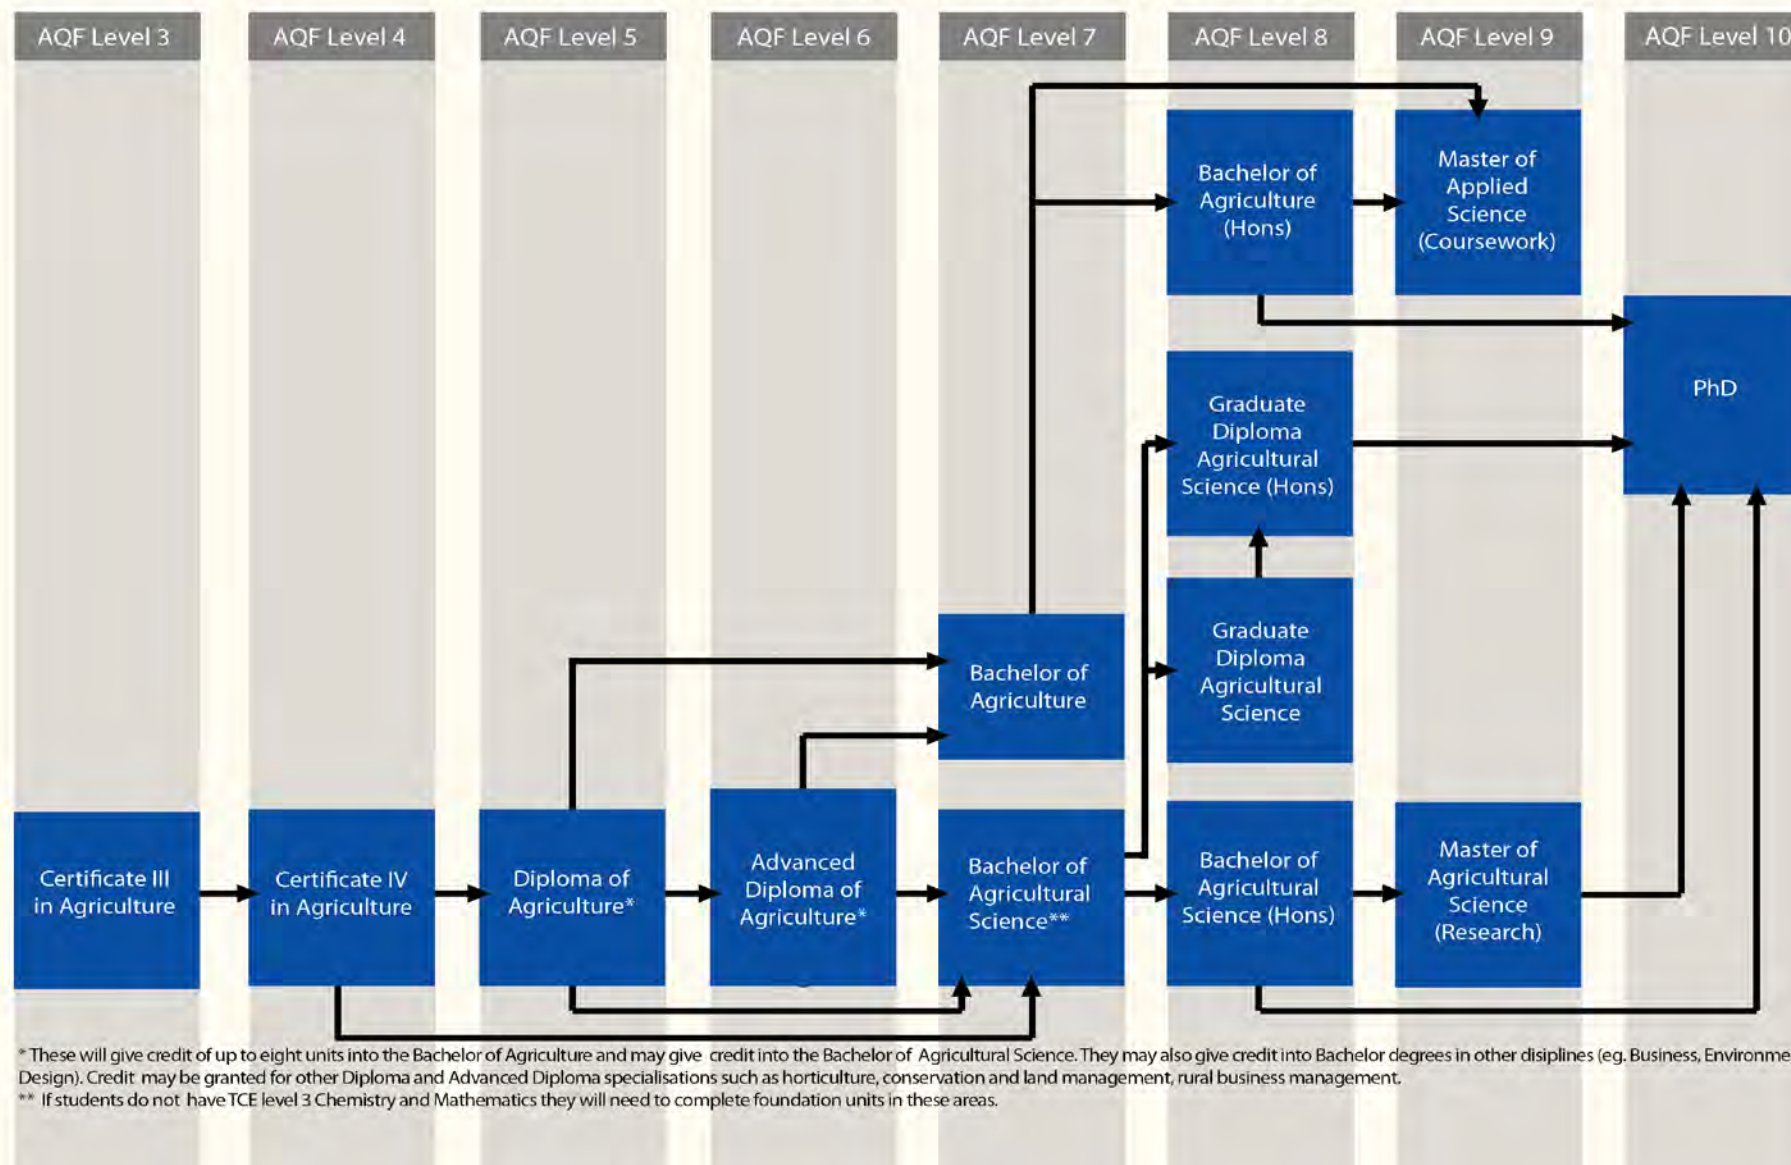 AQF Level 3
AQF Level 4
AQF Level 5
AQF Level 6
AQF Level 7
AQF Level 8
AQF Level 9
AQF Level 10
Bachelor of
Agriculture
(Hons)
Master of
Applied
Science
(Coursework)
PhD
Graduate
Diploma
Agricultural
Science (Hons)
Graduate
Diploma
Agricultural
Science
Bachelor of
Agriculture
Certificate III
in Agriculture
Certificate IV
in Agriculture
Diploma of
Agriculture*
Advanced
Diploma of
Agriculture*
Bachelor of
Agricultural
Science**
Bachelor of
Agricultural
Science (Hons)
Master of
Agricultural
Science
(Research)
* These will give credit of up to eight units into the Bachelor of Agriculture and may give credit into the Bachelor of Agricultural Science. They may also give credit into Bachelor degrees in other disiplines (eg. Business, Environme
Design). Credit may be granted for other Diploma and Advanced Diploma specialisations such as horticulture, conservation and land management, rural business management.
** If students do not have TCE level 3 Chemistry and Mathematics they will need to complete foundation units in these areas.